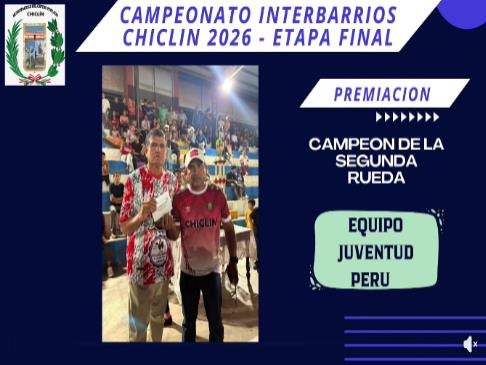 CAMPEONATO INTERBARRIOS
CHICLIN 2026 - ETAPA FINAL
CHICLIN
PREMIACION
CAMPEON DE LA
SEGUNDA
RUEDA
EQUIPO
JUVENTUD
PERU
CHICLIN